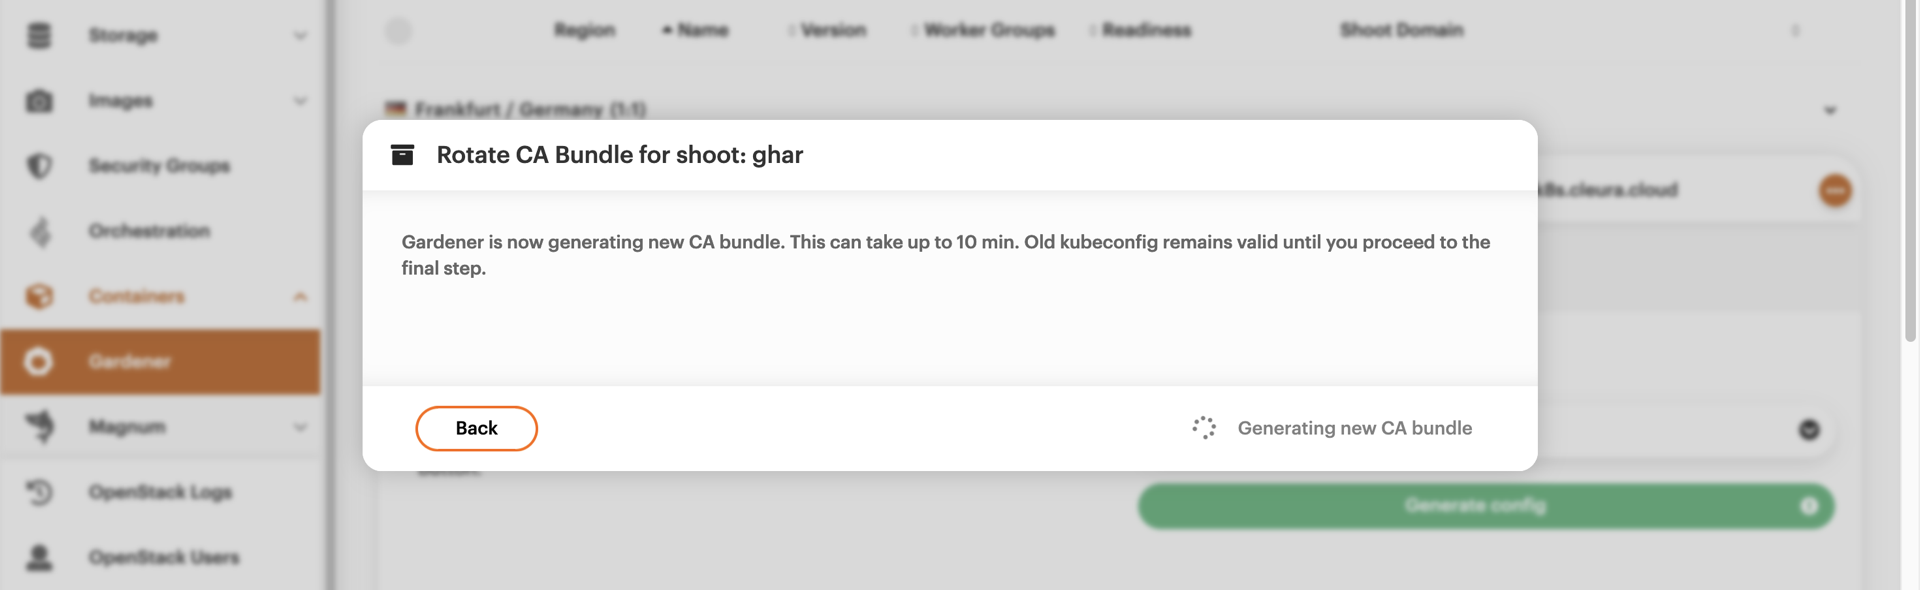 Storage
Region
Name
Version
Worker Groups
Readiness
Shoot Domain
Images
Frankfurt / Germany (1:1)
Rotate CA Bundle for shoot: ghar
Security Groups
k8s.cleura.cloud
Orchestration
Gardener is now generating new CA bundle. This can take up to 10 min. Old kubeconfig remains valid until you proceed to the
final step.
Containers
Gardener
Magnum
Back
Generating new CA bundle
OpenStack Logs
Generate config
OpenStack Users